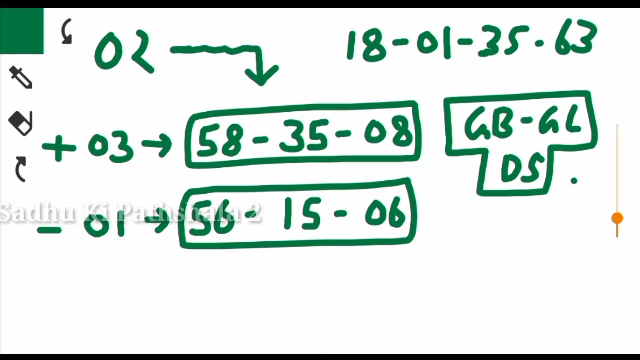 02 18-01-35-63
+ 03 → 58-35-08 GB-GL
DS
Sadhu Ki Pathshala 2
- 01 → 56-15-06